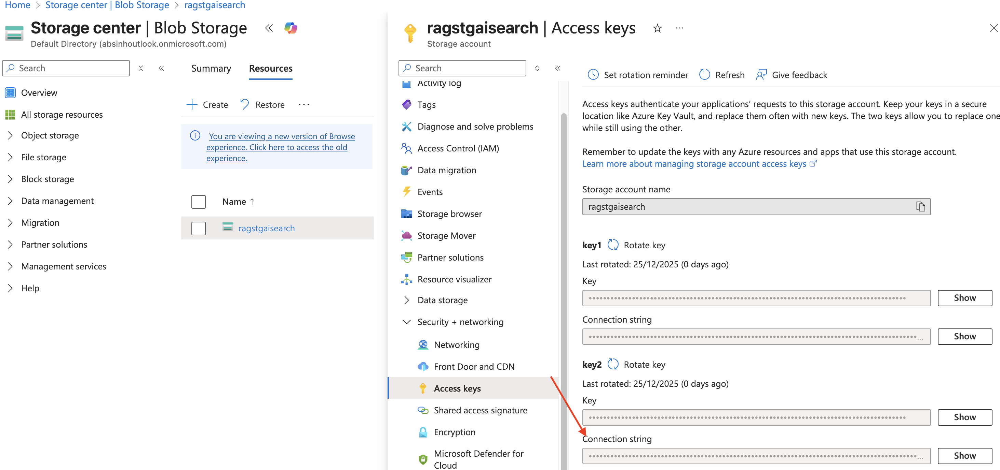 Home > Storage center | Blob Storage > ragstgaisearch
Storage center | Blob Storage
Default Directory (absinhoutlook.onmicrosoft.com)
Search
Overview
All storage resources
Object storage
File storage
Block storage
Data management
Migration
Partner solutions
Management services
Help
Summary
Resources
Create
Restore
You are viewing a new version of Browse
experience. Click here to access the old
experience.
Name ↑
ragstgaisearch
ragstgaisearch | Access keys
Storage account
Search
Activity log
Tags
Diagnose and solve problems
Access Control (IAM)
Data migration
Events
Storage browser
Storage Mover
Partner solutions
Resource visualizer
Data storage
Security + networking
Networking
Front Door and CDN
Access keys
Shared access signature
Encryption
Microsoft Defender for
Cloud
Set rotation reminder
Refresh
Give feedback
Access keys authenticate your applications’ requests to this storage account. Keep your keys in a secure
location like Azure Key Vault, and replace them often with new keys. The two keys allow you to replace one
while still using the other.
Remember to update the keys with any Azure resources and apps that use this storage account.
Learn more about managing storage account access keys
Storage account name
ragstgaisearch
key1
Rotate key
Last rotated: 25/12/2025 (0 days ago)
Key
Show
Connection string
Show
key2
Rotate key
Last rotated: 25/12/2025 (0 days ago)
Key
Show
Connection string
Show